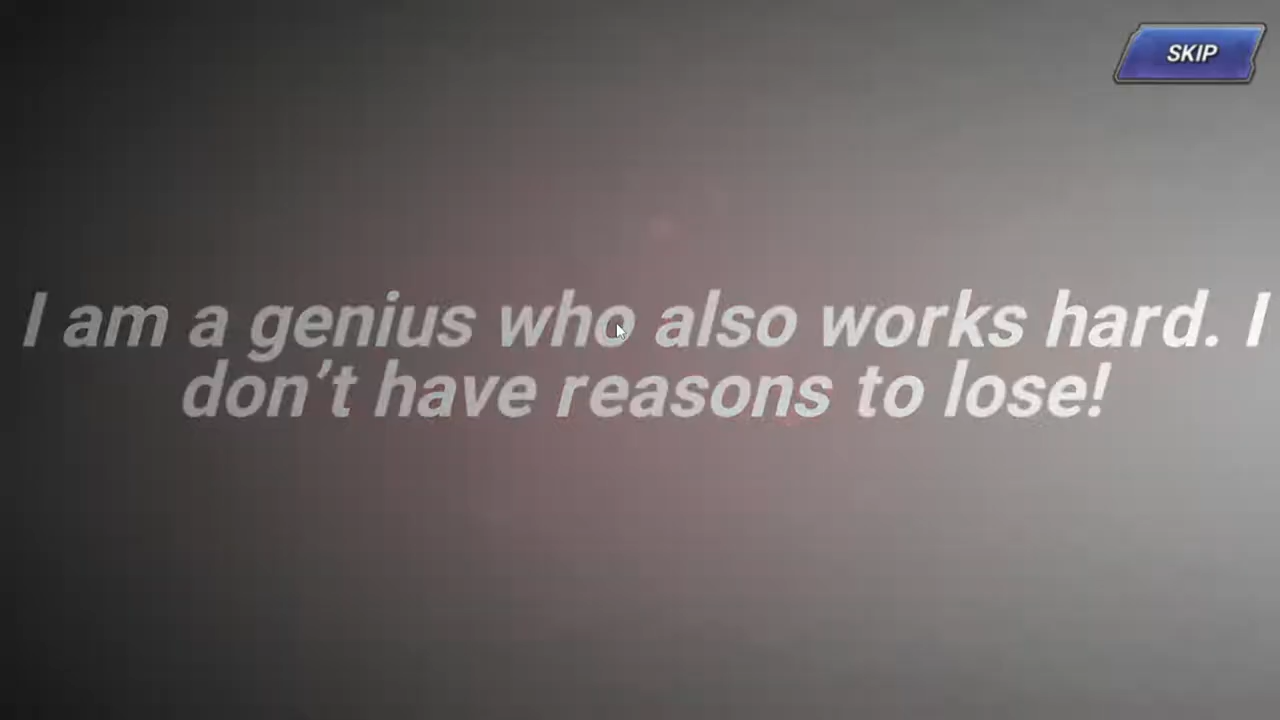 SKIP
I am a genius who also works hard. I
don’t have reasons to lose!